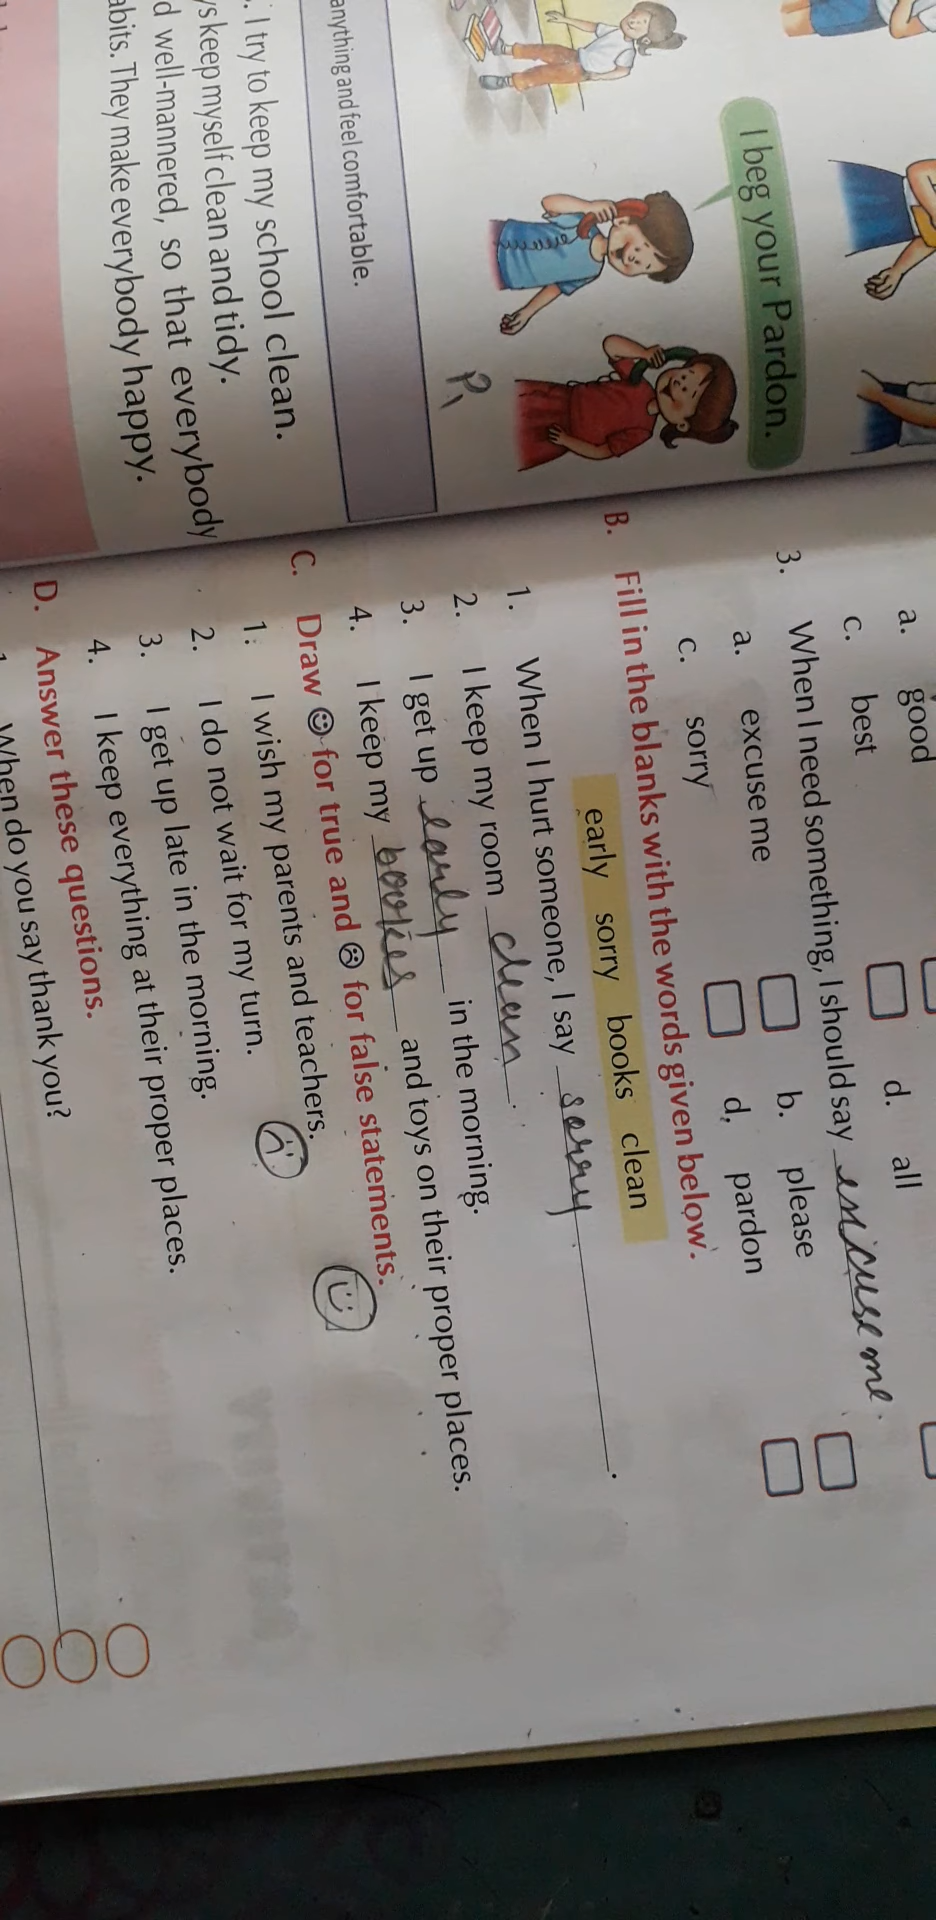 I beg your Pardon.
anything and feel comfortable.
. I try to keep my school clean.
ys keep myself clean and tidy.
d well-mannered, so that everybody
abits. They make everybody happy.
a. good
c. best d. all
3. When I need something, I should say excuse me.
a. excuse me b. please
c. sorry d. pardon
B. Fill in the blanks with the words given below.
early sorry books clean
1. When I hurt someone, I say sorry.
2. I keep my room clean.
3. I get up early in the morning.
4. I keep my bookies and toys on their proper places.
C. Draw ☺ for true and ☹ for false statements.
1. I wish my parents and teachers.
2. I do not wait for my turn.
3. I get up late in the morning.
4. I keep everything at their proper places.
D. Answer these questions.
When do you say thank you?